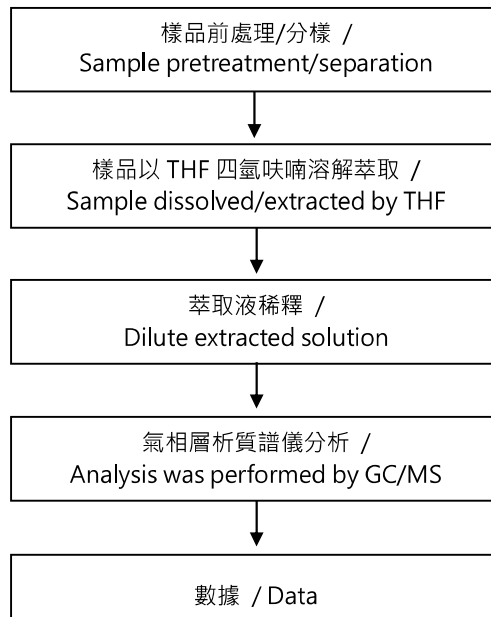 樣品前處理/分樣 /
Sample pretreatment/separation
樣品以 THF 四氫呋喃溶解萃取 /
Sample dissolved/extracted by THF
萃取液稀釋 /
Dilute extracted solution
氣相層析質譜儀分析 /
Analysis was performed by GC/MS
數據 / Data